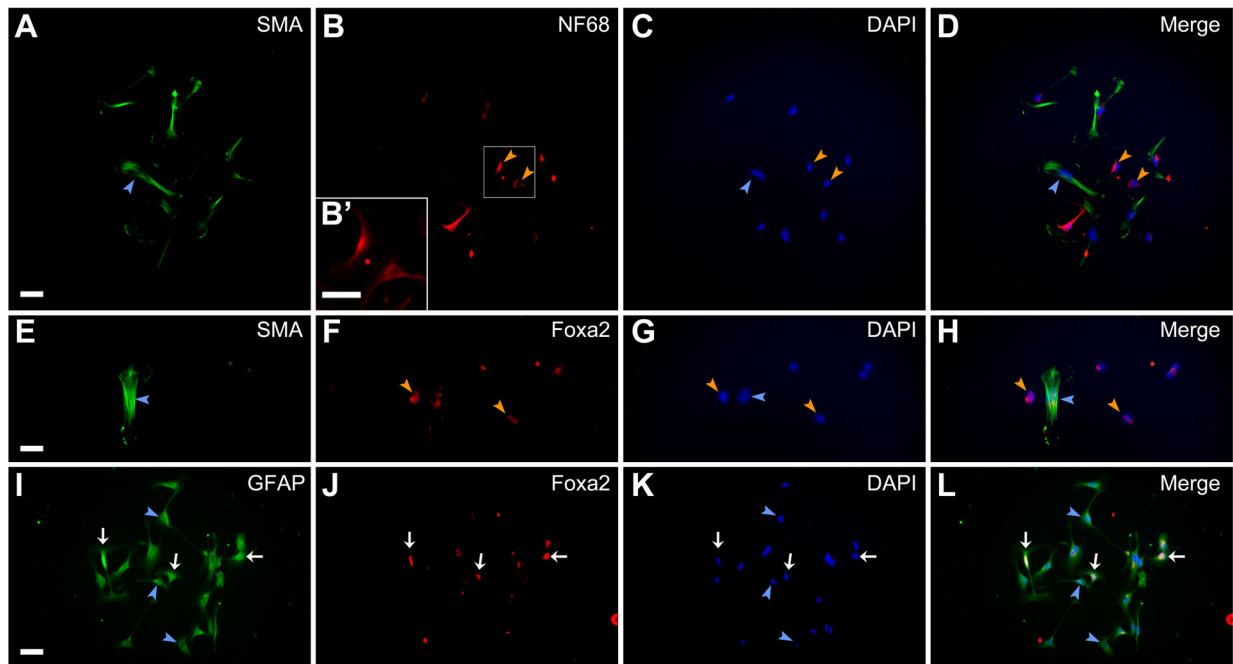 A SMA B NF68 C DAPI D Merge
B'
E SMA F Foxa2 G DAPI H Merge
I GFAP J Foxa2 K DAPI L Merge